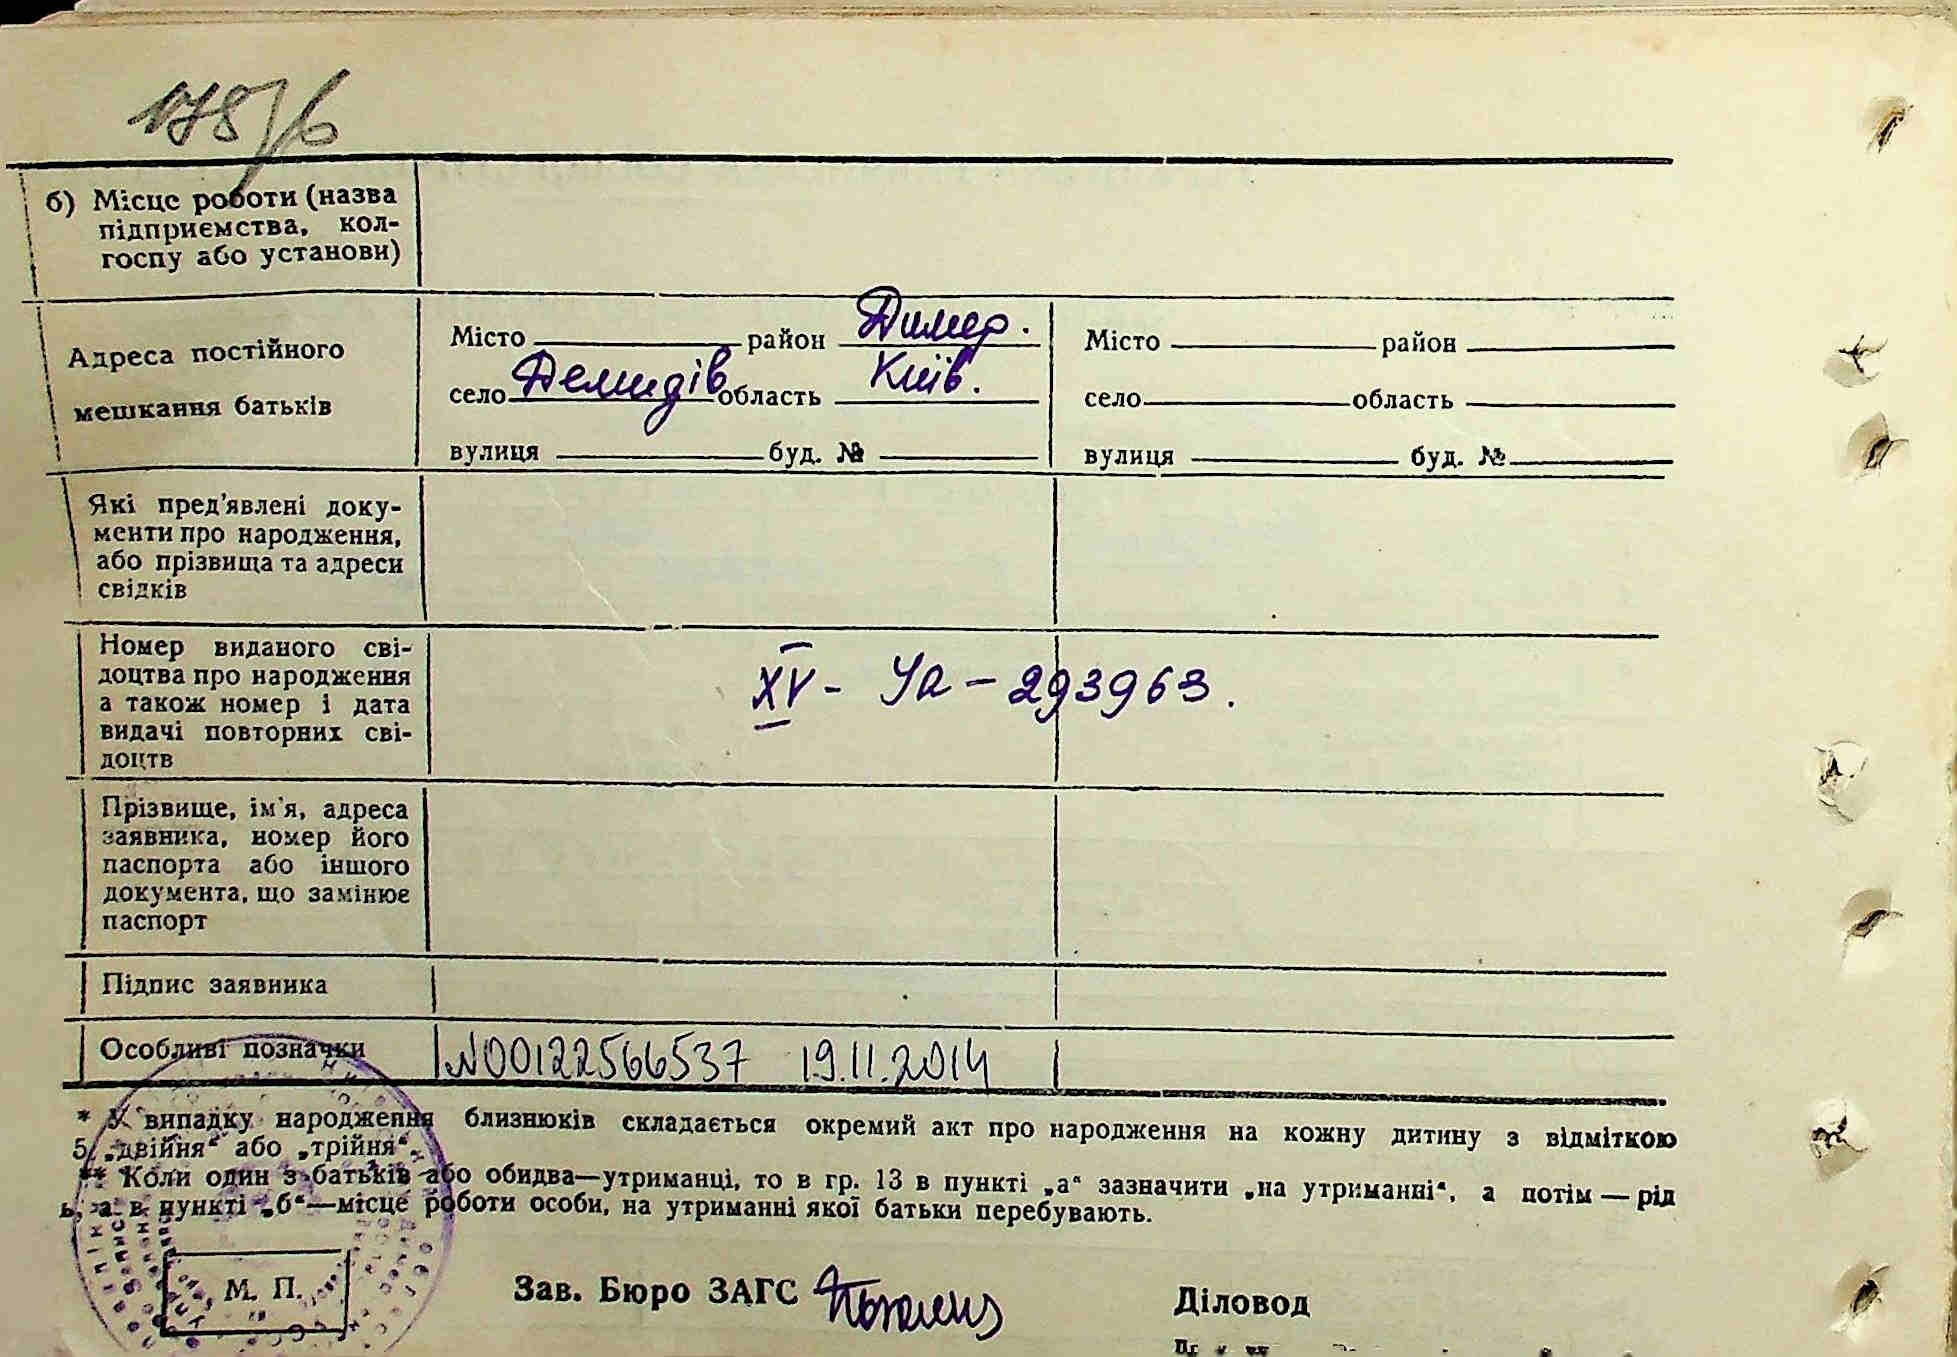 178/6
б) Місце роботи (назва
підприємства, кол-
госпу або установи)
Адреса постійного
мешкання батьків
Місто район Димер.
село Демидів область Київ.
вулиця буд. №
Місто район
село область
вулиця буд. №
Які пред'явлені доку-
менти про народження,
або прізвища та адреси
свідків
Номер виданого сві-
доцтва про народження
а також номер і дата
видачі повторних сві-
доцтв
XV - УА - 293963.
Прізвище, ім'я, адреса
заявника, номер його
паспорта або іншого
документа, що замінює
паспорт
Підпис заявника
Особливі позначки
N00122566537 19.11.2014
* У випадку народження близнюків складається окремий акт про народження на кожну дитину з відміткою
„двійня“ або „трійня“.
** Коли один з батьків або обидва—утриманці, то в гр. 13 в пункті „а“ зазначити „на утриманні“, а потім — рід
ь, а в пункті „б“—місце роботи особи, на утриманні якої батьки перебувають.
М. П.
Зав. Бюро ЗАГС
Діловод